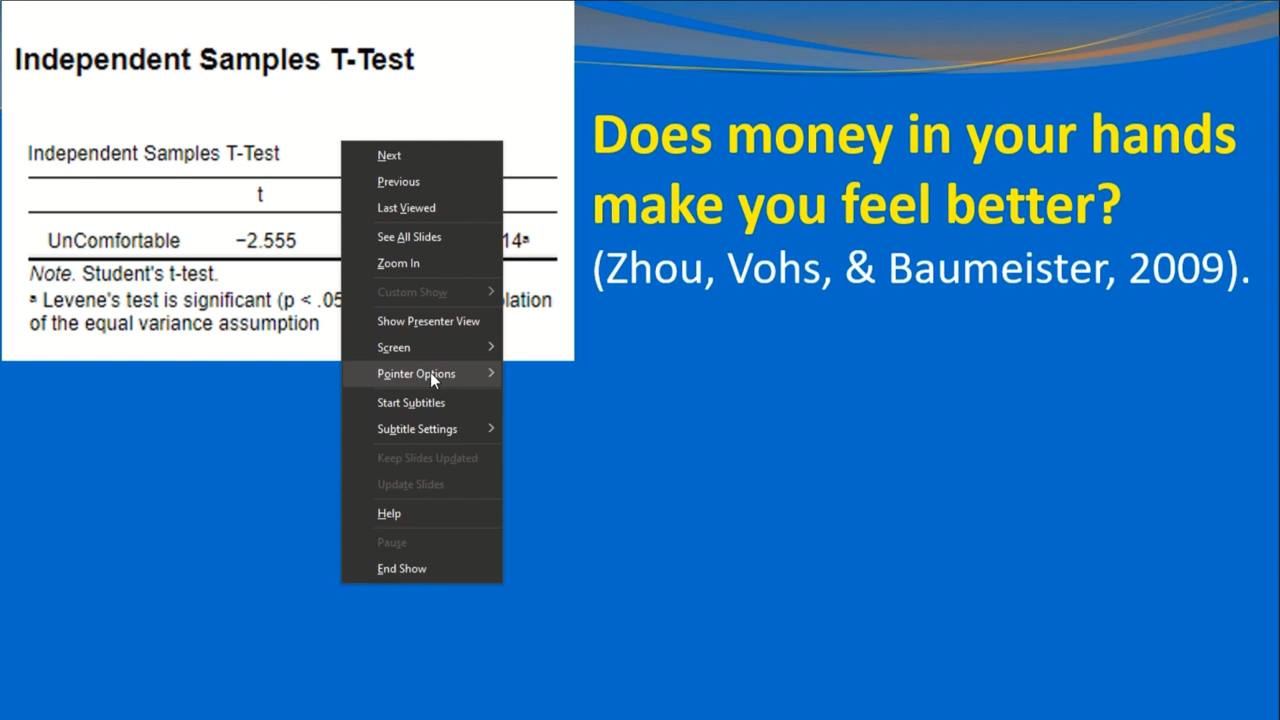 Independent Samples T-Test
Independent Samples T-Test
t
UnComfortable −2.555 14ª
Note. Student's t-test.
ª Levene's test is significant (p < .05 lation
of the equal variance assumption
Does money in your hands
make you feel better?
(Zhou, Vohs, & Baumeister, 2009).
Next
Previous
Last Viewed
See All Slides
Zoom In
Custom Show
Show Presenter View
Screen
Pointer Options
Start Subtitles
Subtitle Settings
Keep Slides Updated
Update Slides
Help
Pause
End Show